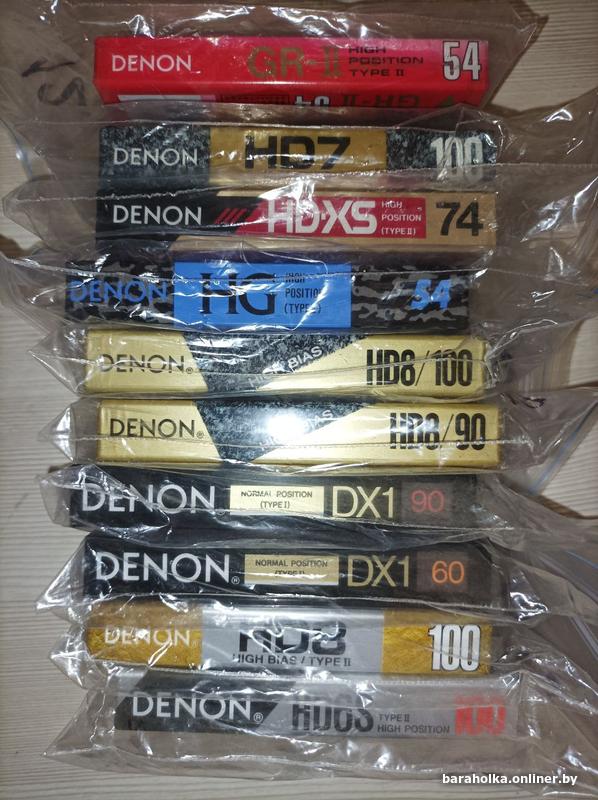 DENON GR-II HIGH POSITION TYPE II 54
DENON HD7 100
DENON HD-XS HIGH POSITION (TYPE II) 74
DENON HG HIGH POSITION 54
DENON HIGH BIAS HD8/100
DENON HD8/90
DENON NORMAL POSITION (TYPE I) DX1 90
DENON NORMAL POSITION (TYPE I) DX1 60
DENON HD8 HIGH BIAS / TYPE II 100
DENON TYPE II HIGH POSITION 100
baraholka.onliner.by